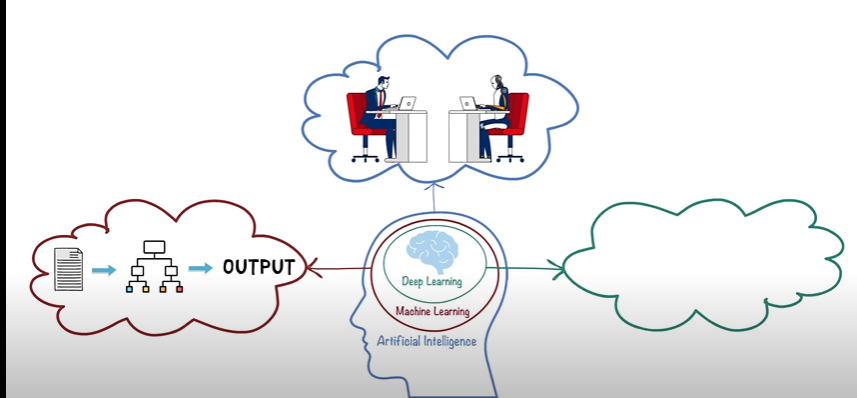 OUTPUT
Deep Learning
Machine Learning
Artificial Intelligence